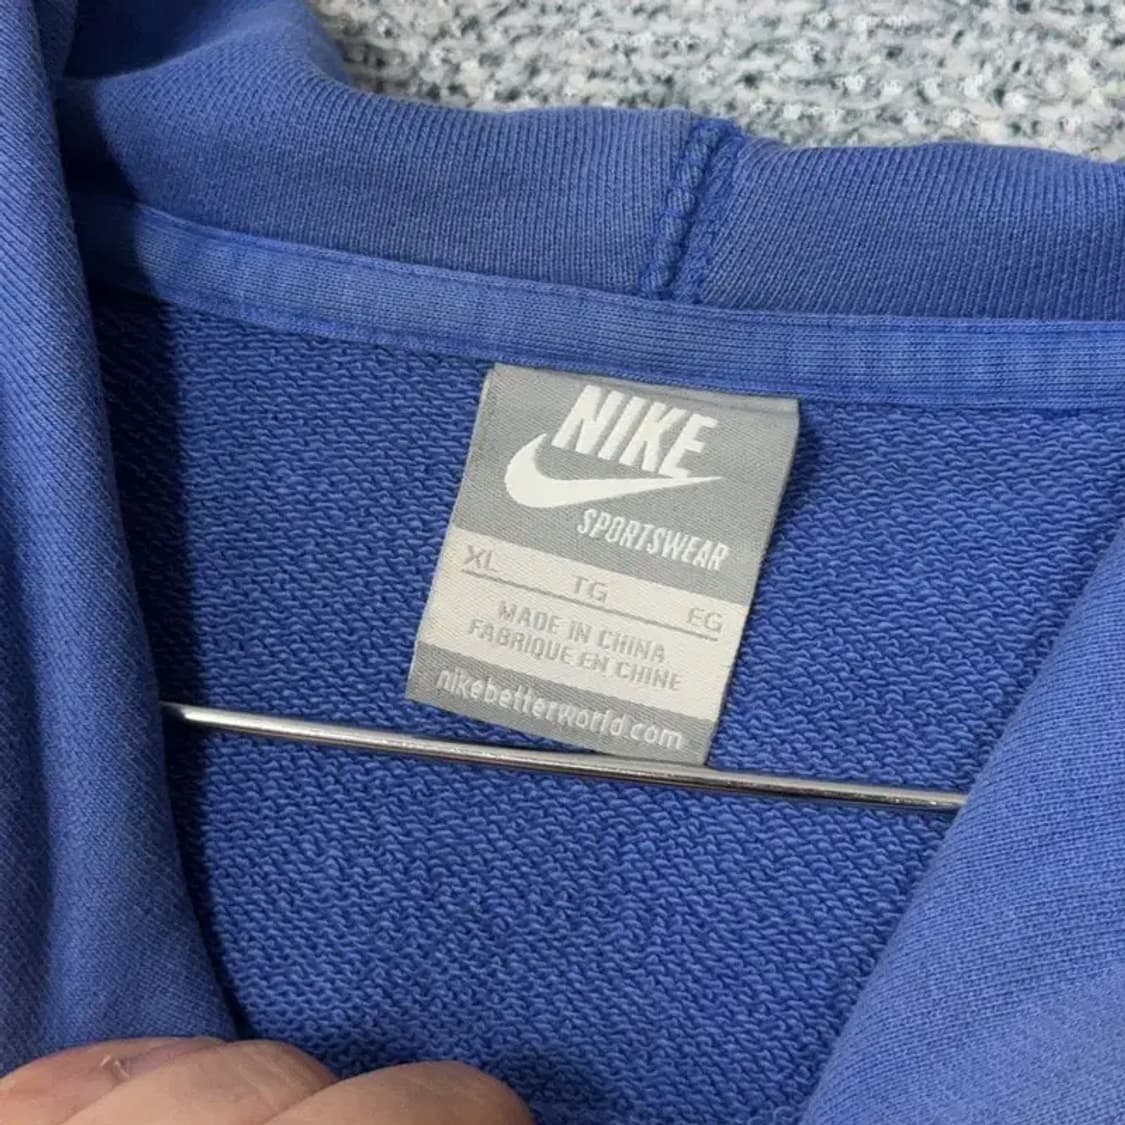 NIKE
SPORTSWEAR
XL TG EG
MADE IN CHINA
FABRIQUE EN CHINE
nikebetterworld.com